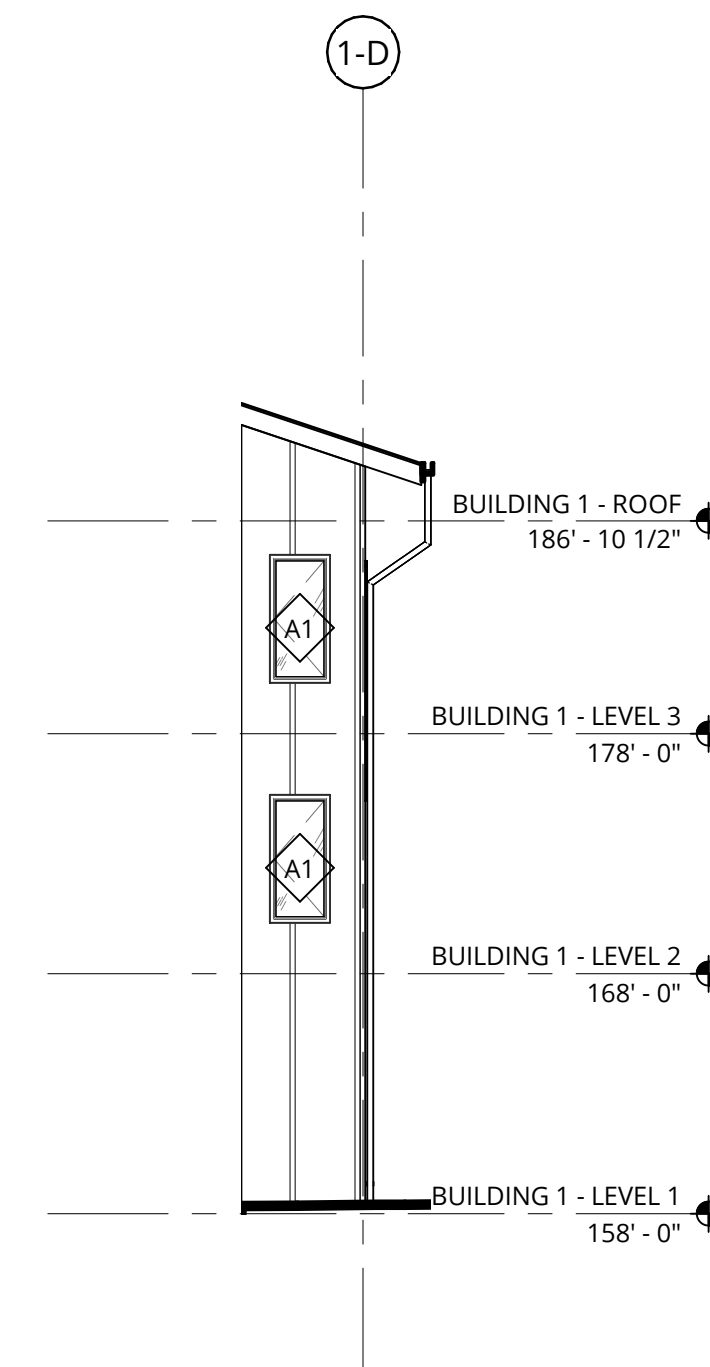 1-D
BUILDING 1 - ROOF
186' - 10 1/2"
A1
BUILDING 1 - LEVEL 3
178' - 0"
A1
BUILDING 1 - LEVEL 2
168' - 0"
BUILDING 1 - LEVEL 1
158' - 0"